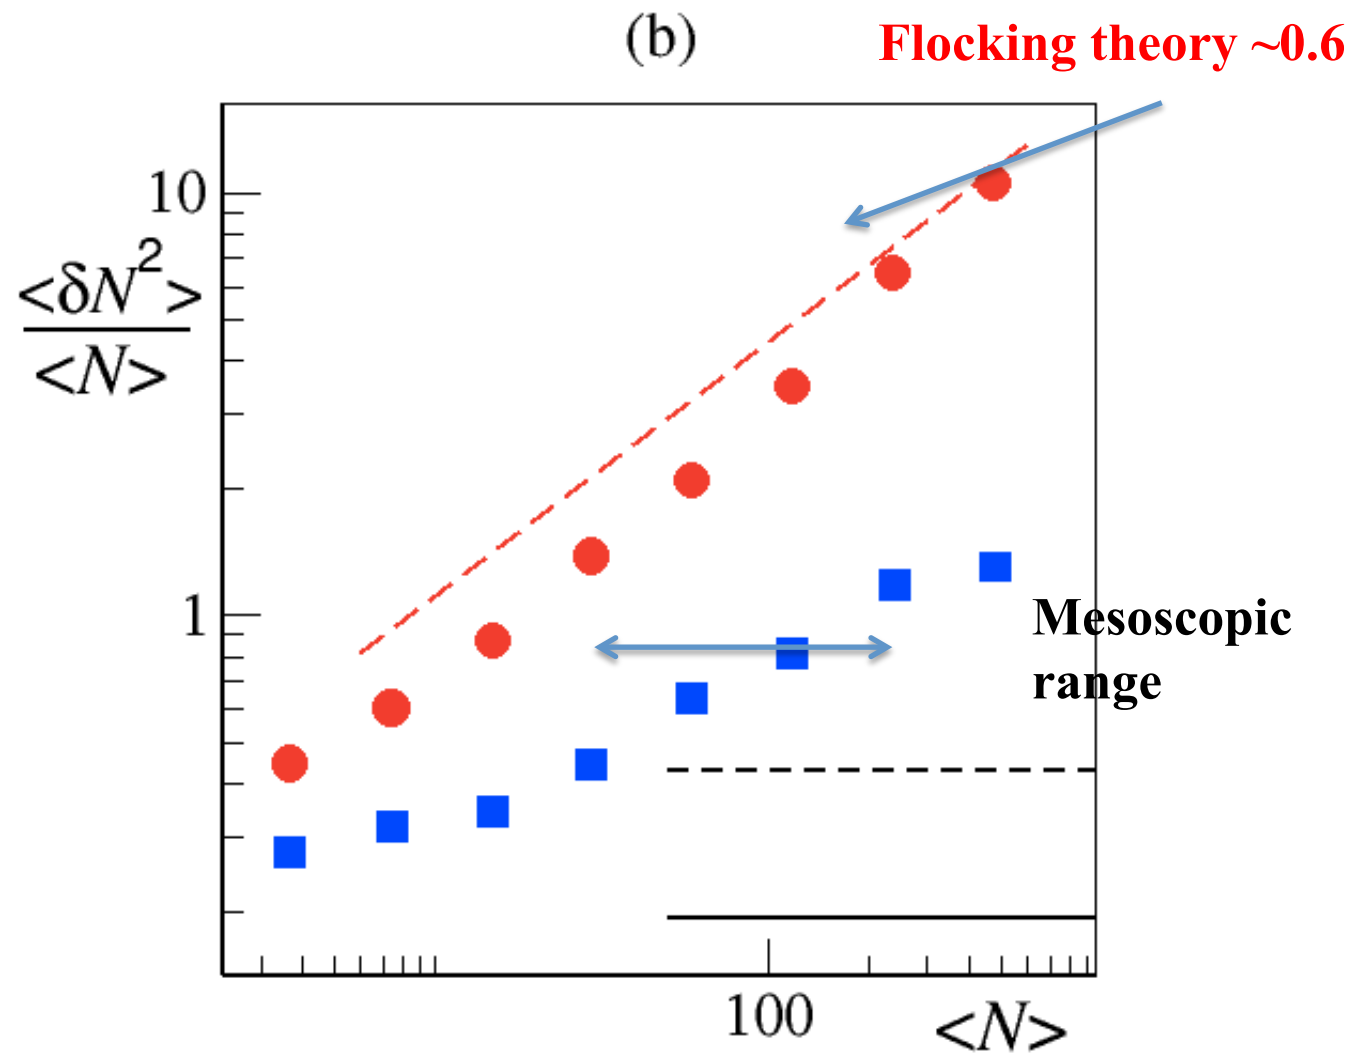 (b)
Flocking theory ~0.6
10
<δN²>
<N>
1
Mesoscopic
range
100
<N>